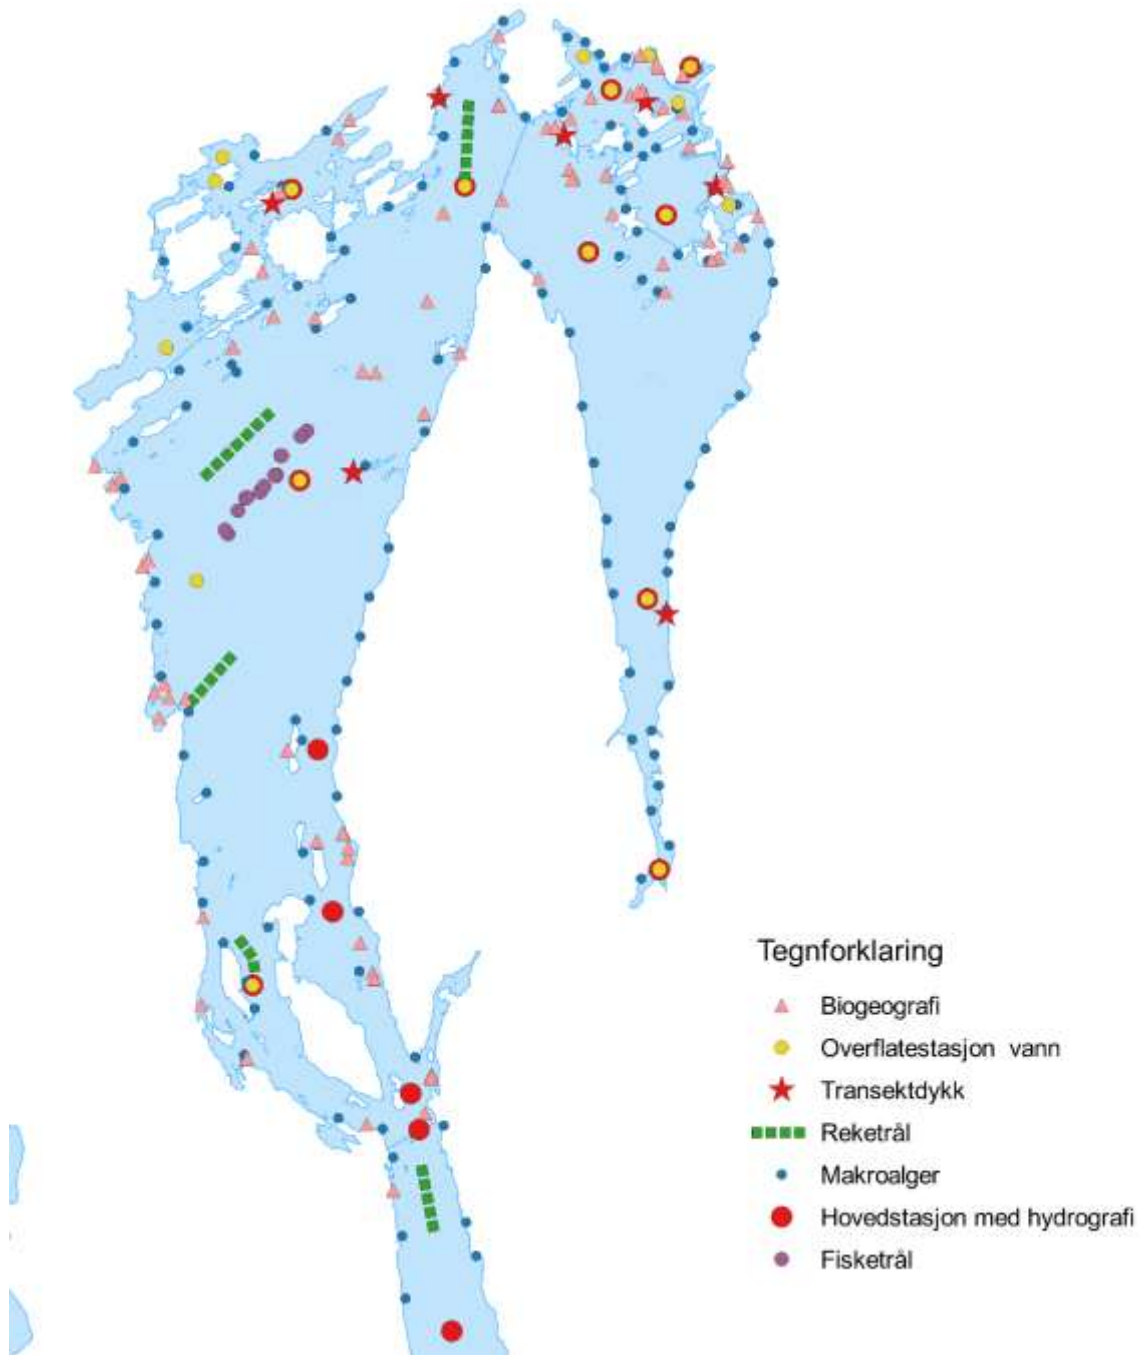 Tegnforklaring
Biogeografi
Overflatestasjon vann
Transektdykk
Reketrål
Makroalger
Hovedstasjon med hydrografi
Fisketrål